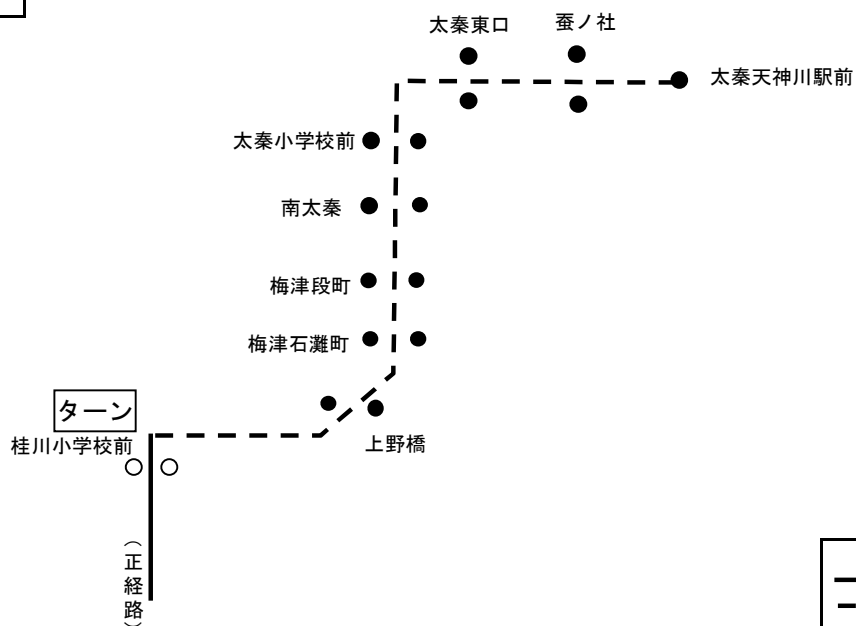 太秦東口
蚕ノ社
太秦天神川駅前
太秦小学校前
南太秦
梅津段町
梅津石灘町
ターン
桂川小学校前
上野橋
（正経路）